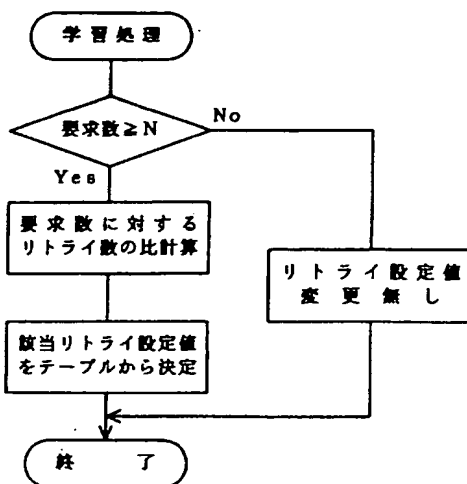 学習処理
要求数≧N
No
Yes
要求数に対する
リトライ数の比計算
リトライ設定値
変更無し
該当リトライ設定値
をテーブルから決定
終了